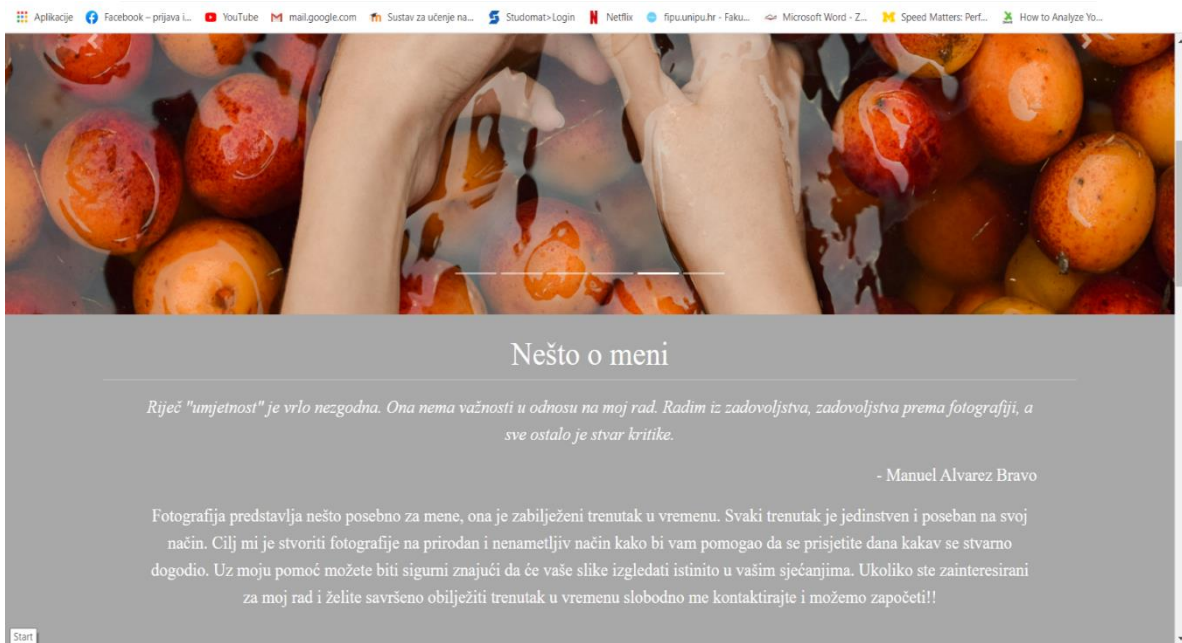 Aplikacije Facebook – prijava i... YouTube mail.google.com Sustav za učenje na... Studomat>Login Netflix fipu.unipu.hr - Faku... Microsoft Word - Z... Speed Matters: Perf... How to Analyze Yo...
Nešto o meni
Riječ "umjetnost" je vrlo nezgodna. Ona nema važnosti u odnosu na moj rad. Radim iz zadovoljstva, zadovoljstva prema fotografiji, a
sve ostalo je stvar kritike.
- Manuel Alvarez Bravo
Fotografija predstavlja nešto posebno za mene, ona je zabilježeni trenutak u vremenu. Svaki trenutak je jedinstven i poseban na svoj
način. Cilj mi je stvoriti fotografije na prirodan i nenametljiv način kako bi vam pomogao da se prisjetite dana kakav se stvarno
dogodio. Uz moju pomoć možete biti sigurni znajući da će vaše slike izgledati istinito u vašim sjećanjima. Ukoliko ste zainteresirani
za moj rad i želite savršeno obilježiti trenutak u vremenu slobodno me kontaktirajte i možemo započeti!!
Start